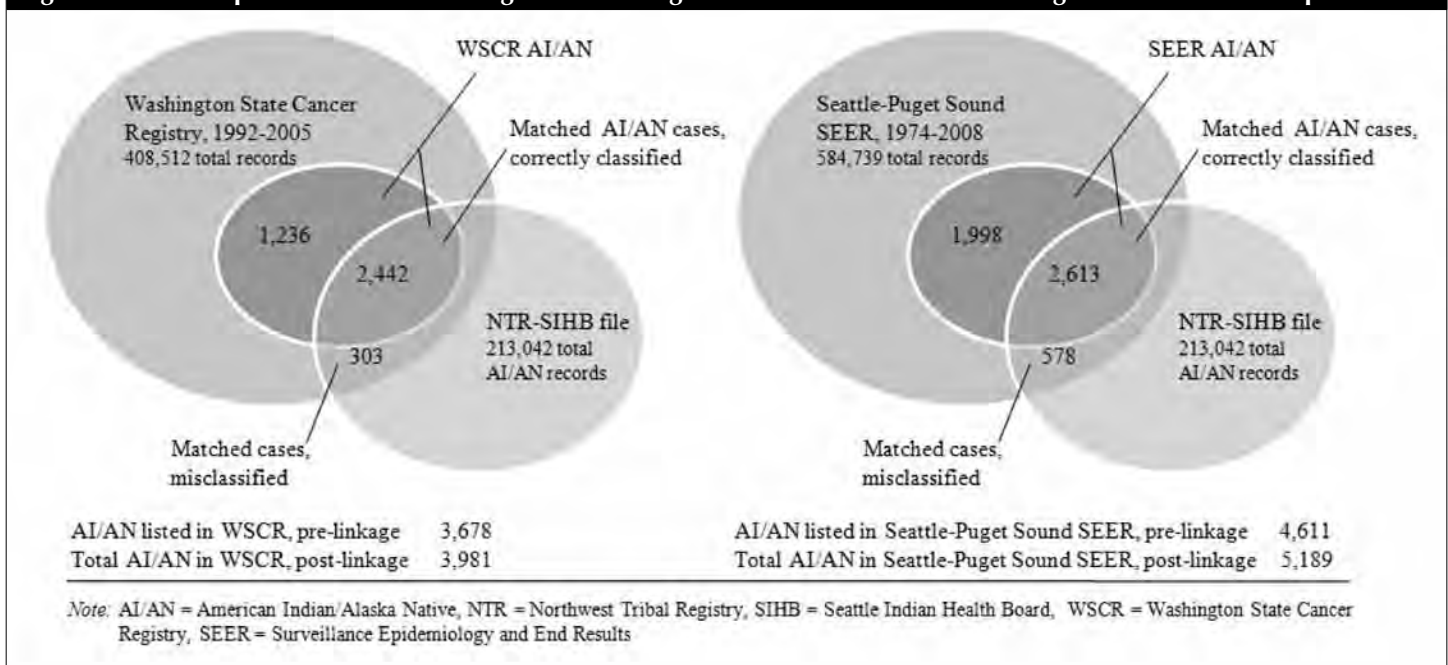 WSCR AI/AN
Washington State Cancer
Registry, 1992-2005
408,512 total records
Matched AI/AN cases,
correctly classified
1,236
2,442
NTR-SIHB file
213,042 total
AI/AN records
303
Matched cases,
misclassified
AI/AN listed in WSCR, pre-linkage 3,678
Total AI/AN in WSCR, post-linkage 3,981
SEER AI/AN
Seattle-Puget Sound
SEER, 1974-2008
584,739 total records
Matched AI/AN cases,
correctly classified
1,998
2,613
NTR-SIHB file
213,042 total
AI/AN records
578
Matched cases,
misclassified
AI/AN listed in Seattle-Puget Sound SEER, pre-linkage 4,611
Total AI/AN in Seattle-Puget Sound SEER, post-linkage 5,189
Note: AI/AN = American Indian/Alaska Native, NTR = Northwest Tribal Registry, SIHB = Seattle Indian Health Board, WSCR = Washington State Cancer
Registry, SEER = Surveillance Epidemiology and End Results